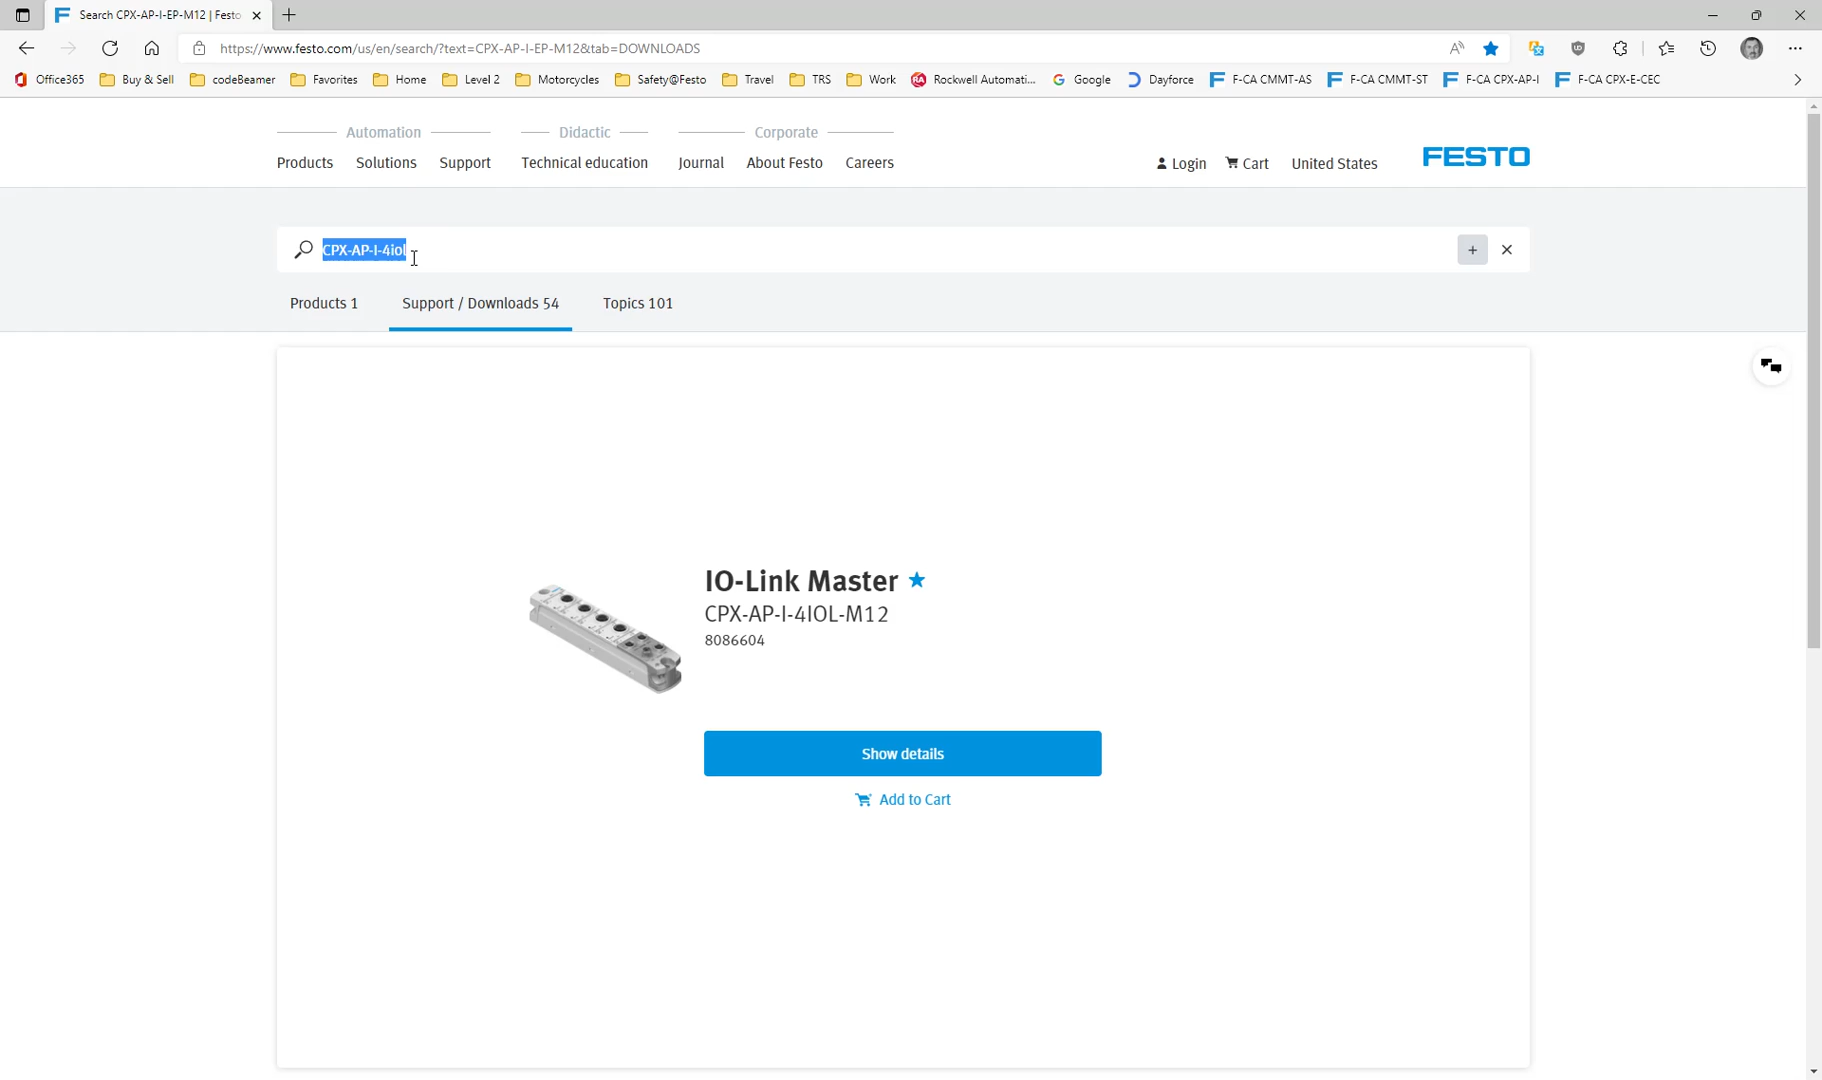 Search CPX-AP-I-EP-M12 | Festo
https://www.festo.com/us/en/search/?text=CPX-AP-I-EP-M12&tab=DOWNLOADS
Office365 Buy & Sell codeBeamer Favorites Home Level 2 Motorcycles Safety@Festo Travel TRS Work Rockwell Automati... Google Dayforce F-CA CMMT-AS F-CA CMMT-ST F-CA CPX-AP-I F-CA CPX-E-CEC
Automation Didactic Corporate
Products Solutions Support Technical education Journal About Festo Careers Login Cart United States FESTO
CPX-AP-I-4iol
Products 1 Support / Downloads 54 Topics 101
IO-Link Master
CPX-AP-I-4IOL-M12
8086604
Show details
Add to Cart